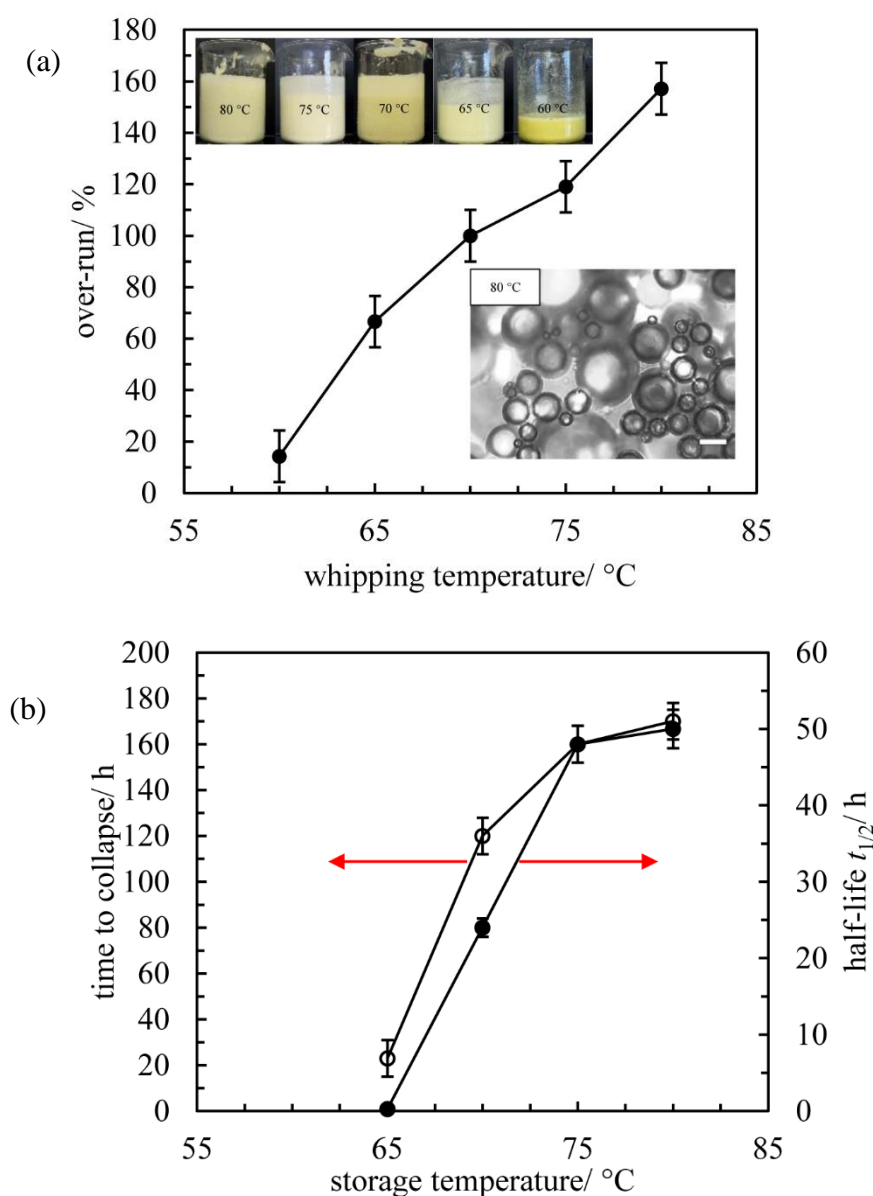 (a)
180
160
140
120
100
80
60
40
20
0
over-run/ %
80 °C 75 °C 70 °C 65 °C 60 °C
80 °C
55 65 75 85
whipping temperature/ °C
(b)
200
180
160
140
120
100
80
60
40
20
0
time to collapse/ h
60
50
40
30
20
10
0
half-life t1/2/ h
55 65 75 85
storage temperature/ °C